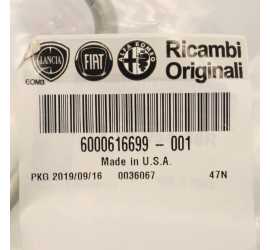 LANCIA FIAT ALFA ROMEO Ricambi
Originali
6000616699 - 001
Made in U.S.A.
PKG 2019/09/16 0036067 47N